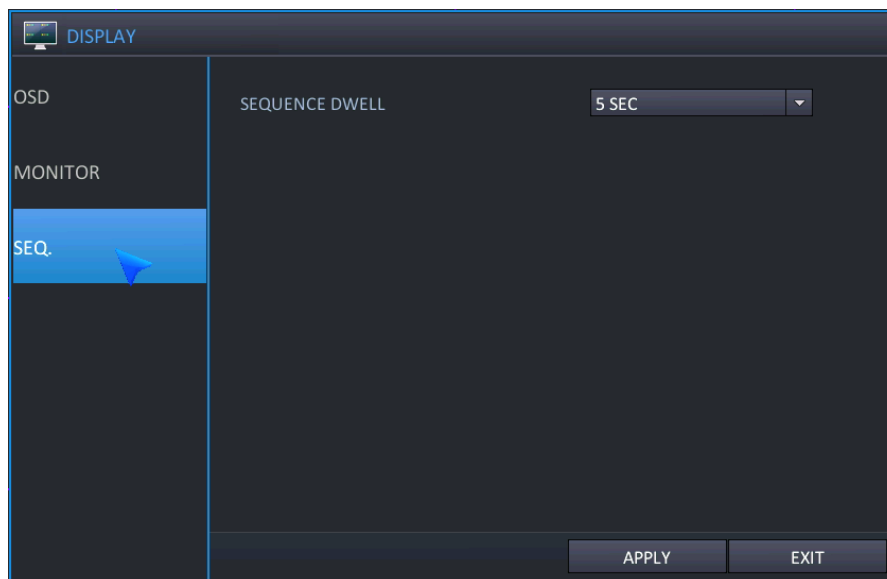 DISPLAY
OSD
SEQUENCE DWELL
5 SEC
MONITOR
SEQ.
APPLY
EXIT